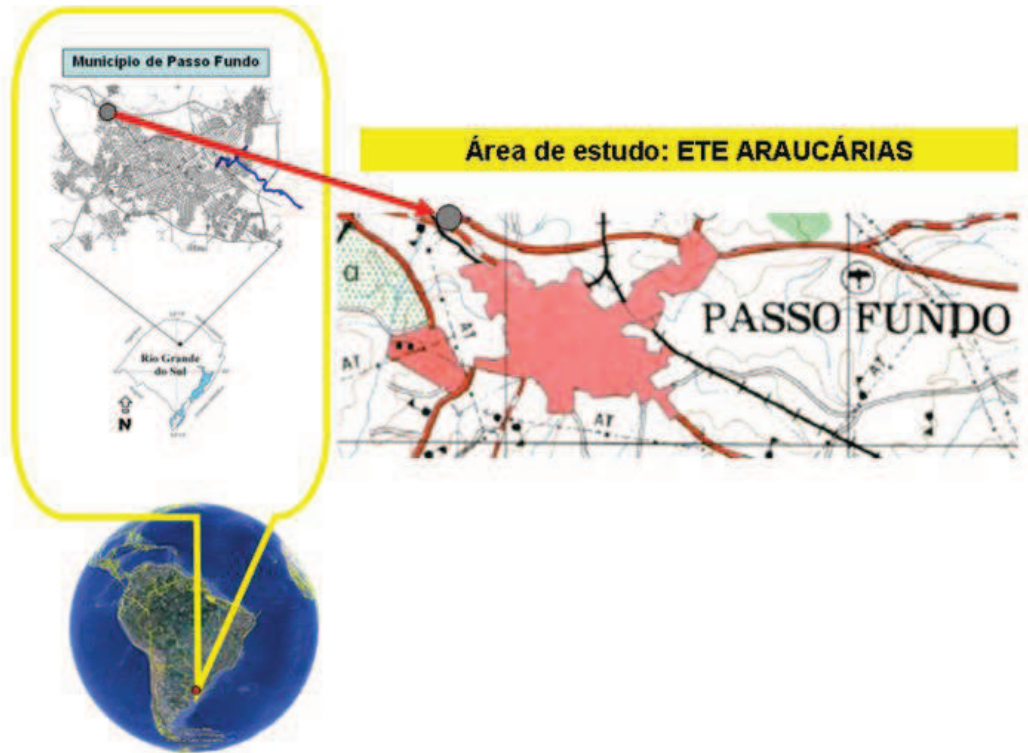 Município de Passo Fundo
Área de estudo: ETE ARAUCÁRIAS
a
PASSO FUNDO
AT
AT
AT
Rio Grande
do Sul
N